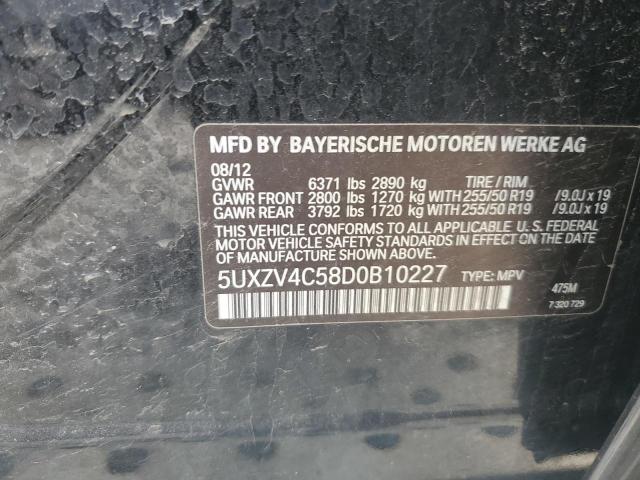 MFD BY BAYERISCHE MOTOREN WERKE AG
08/12
GVWR 6371 lbs 2890 kg TIRE / RIM
GAWR FRONT 2800 lbs 1270 kg WITH 255/50 R19 /9.0J x 19
GAWR REAR 3792 lbs 1720 kg WITH 255/50 R19 /9.0J x 19
THIS VEHICLE CONFORMS TO ALL APPLICABLE U. S. FEDERAL
MOTOR VEHICLE SAFETY STANDARDS IN EFFECT ON THE DATE
OF MANUFACTURE SHOWN ABOVE.
5UXZV4C58D0B10227 TYPE: MPV
475M
7 320 729